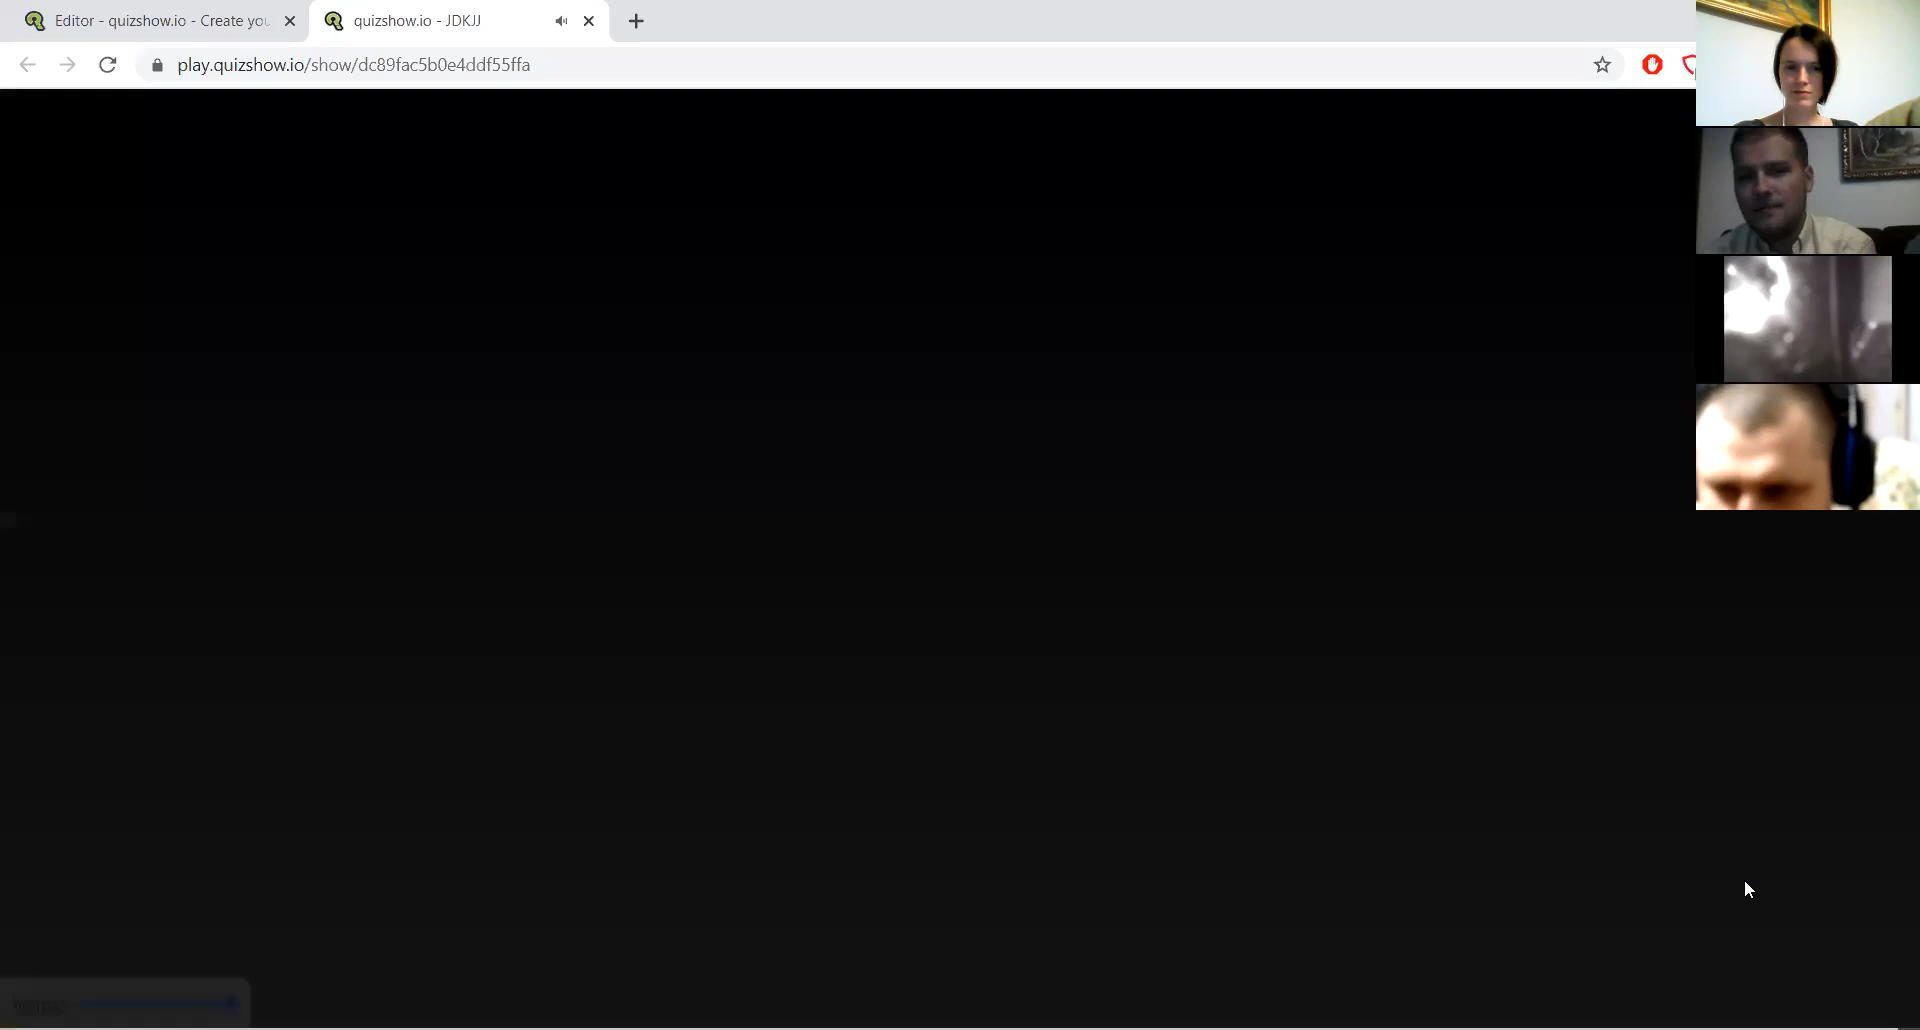 Editor - quizshow.io - Create you
quizshow.io - JDKJJ
play.quizshow.io/show/dc89fac5b0e4ddf55ffa